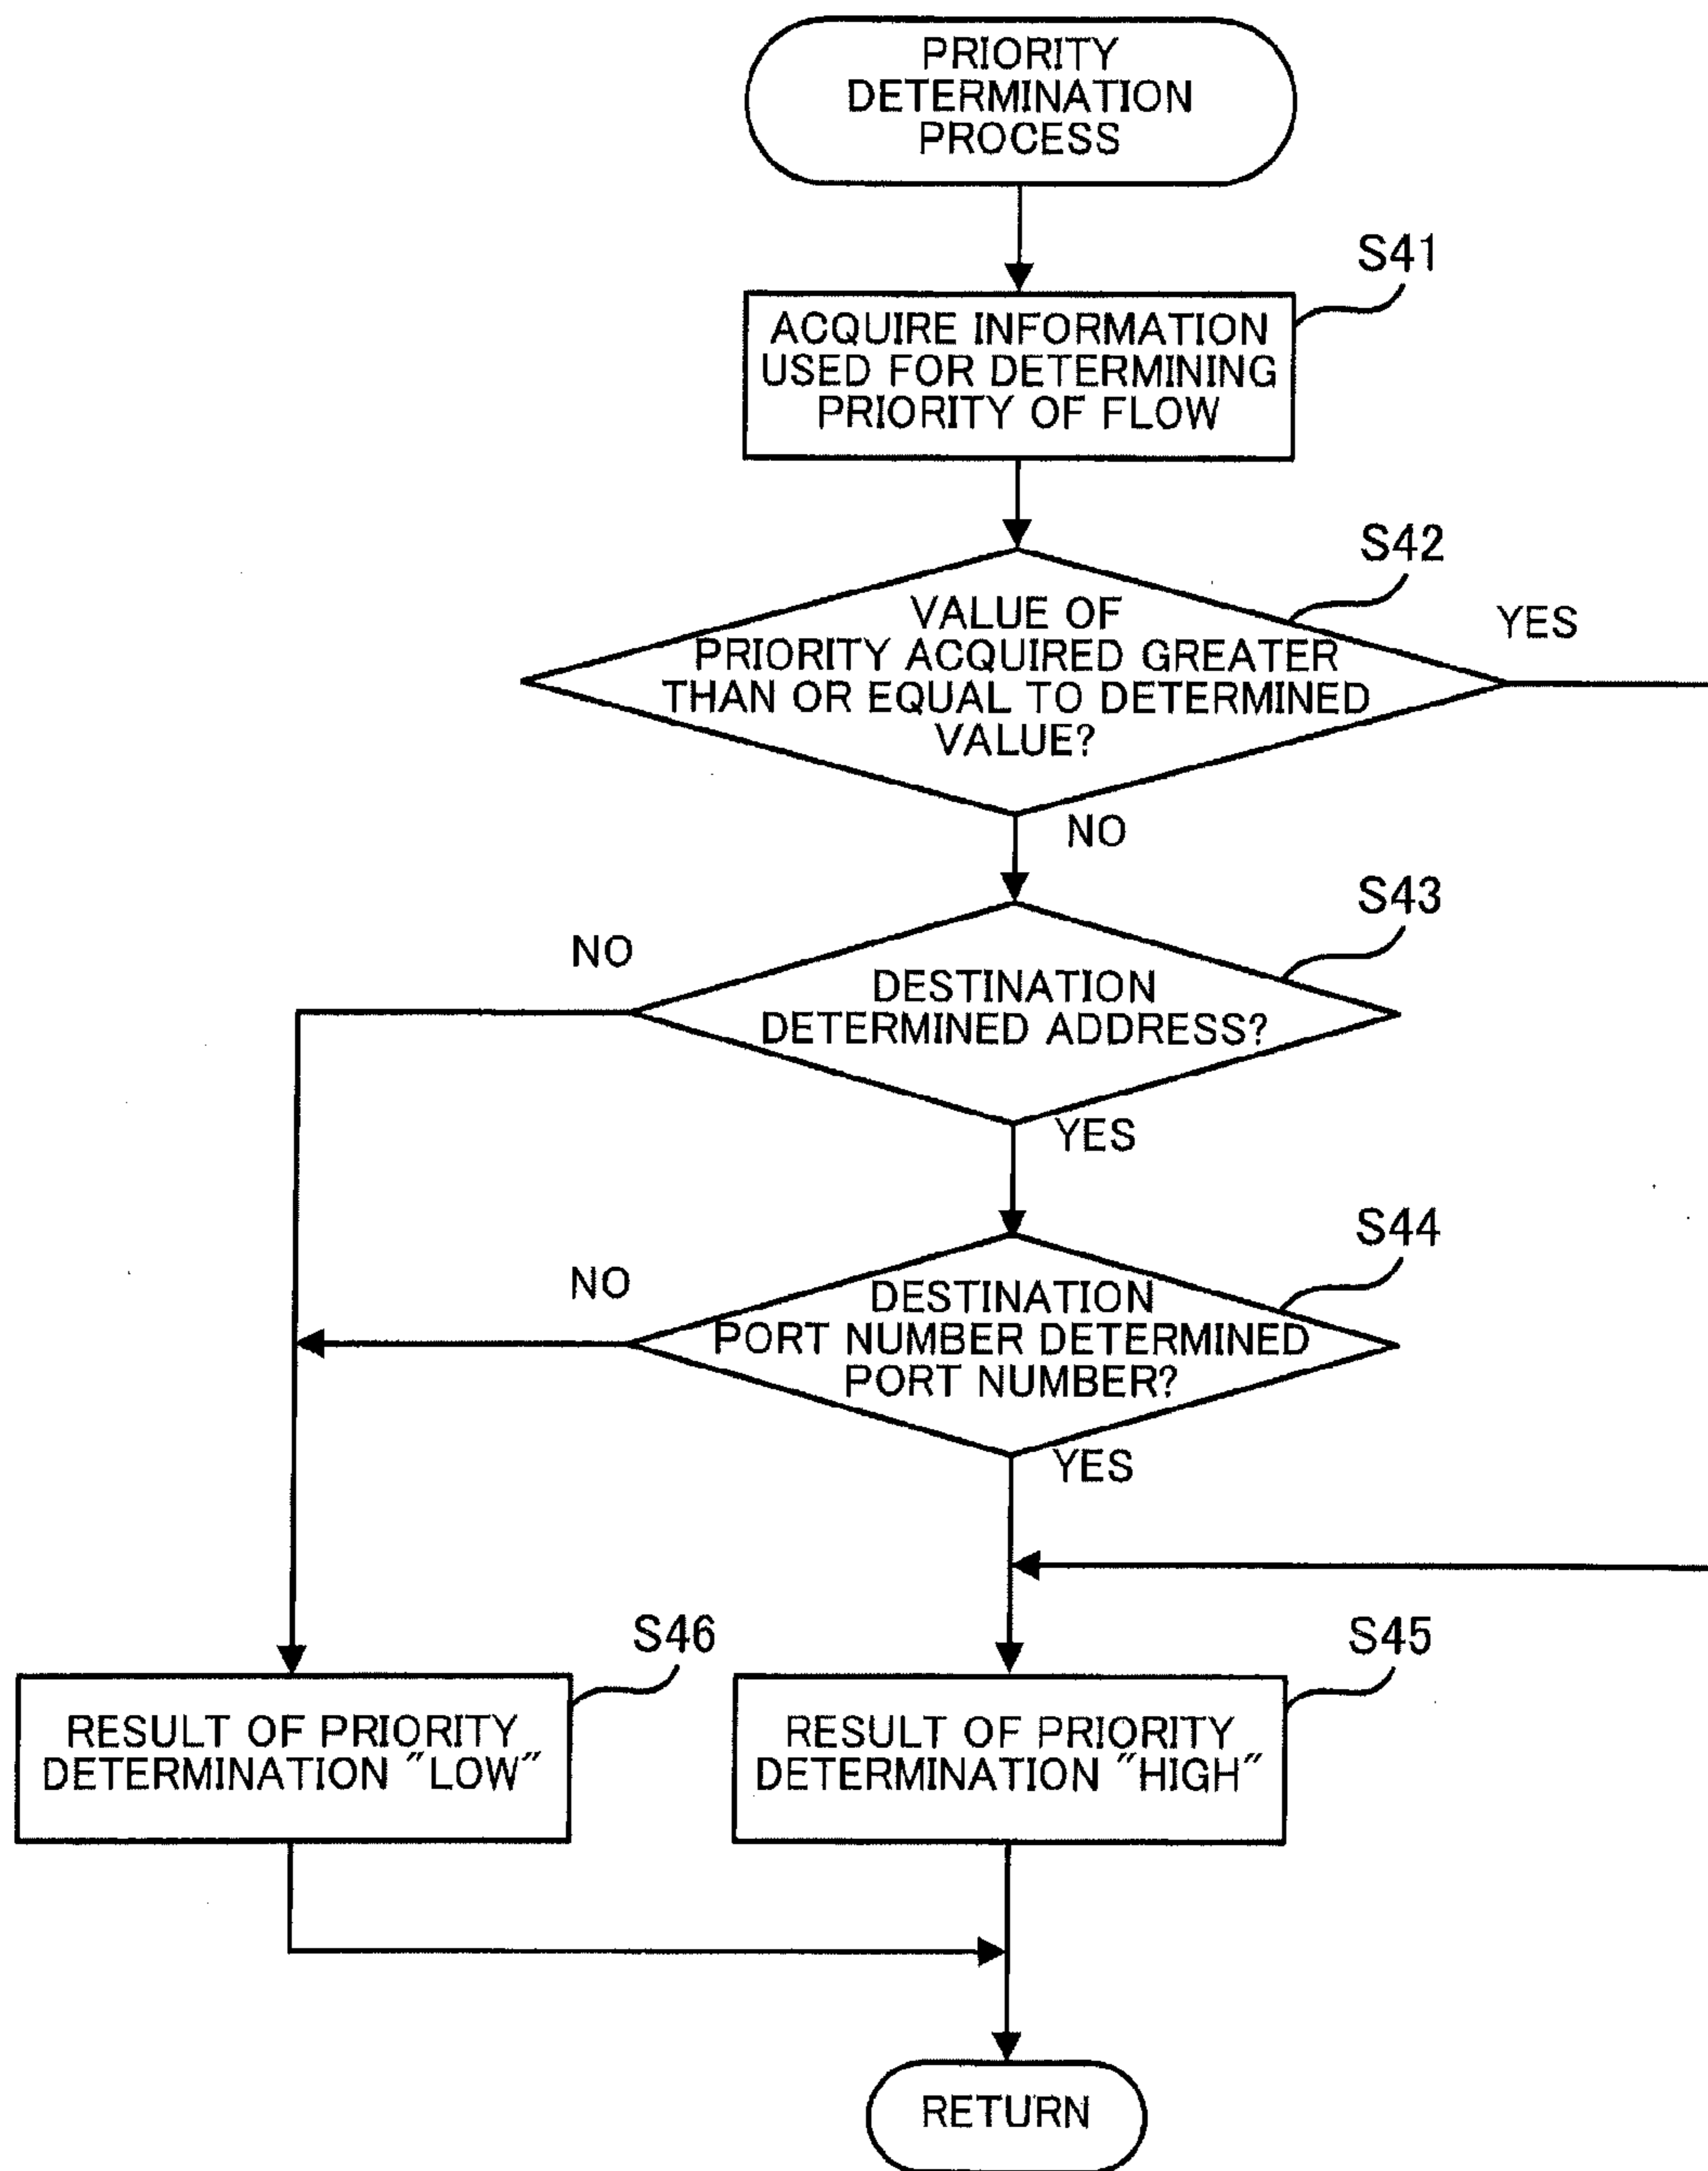 PRIORITY
DETERMINATION
PROCESS
S41
ACQUIRE INFORMATION
USED FOR DETERMINING
PRIORITY OF FLOW
S42
VALUE OF
PRIORITY ACQUIRED GREATER
THAN OR EQUAL TO DETERMINED
VALUE?
YES
NO
S43
NO
DESTINATION
DETERMINED ADDRESS?
YES
S44
NO
DESTINATION
PORT NUMBER DETERMINED
PORT NUMBER?
YES
S46
RESULT OF PRIORITY
DETERMINATION "LOW"
S45
RESULT OF PRIORITY
DETERMINATION "HIGH"
RETURN